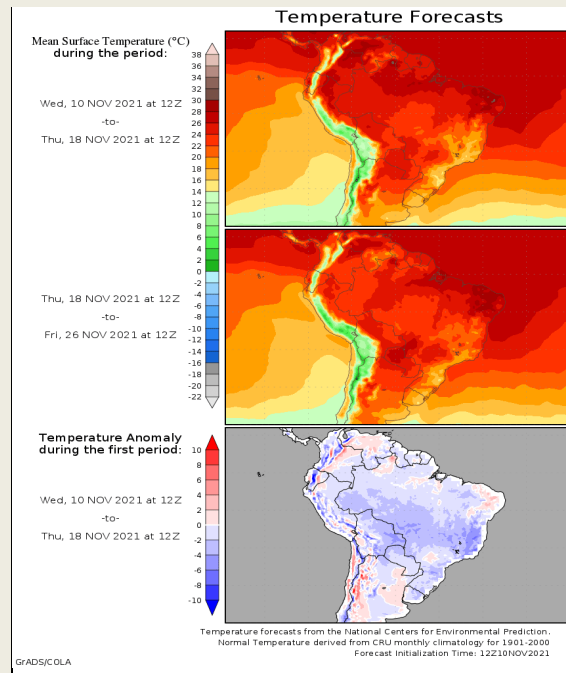 Temperature Forecasts
Mean Surface Temperature (°C)
during the period:
Wed, 10 NOV 2021 at 12Z
-to-
Thu, 18 NOV 2021 at 12Z
38
36
34
32
30
28
26
24
22
20
18
16
14
12
10
8
6
4
2
0
-2
-4
-6
-8
-10
-12
-14
-16
-18
-20
-22
Thu, 18 NOV 2021 at 12Z
-to-
Fri, 26 NOV 2021 at 12Z
Temperature Anomaly
during the first period:
Wed, 10 NOV 2021 at 12Z
-to-
Thu, 18 NOV 2021 at 12Z
10
8
6
4
2
0
-2
-4
-6
-8
-10
Temperature forecasts from the National Centers for Environmental Prediction.
Normal Temperature derived from CRU monthly climatology for 1901-2000
Forecast Initialization Time: 12Z10NOV2021
GrADS/COLA